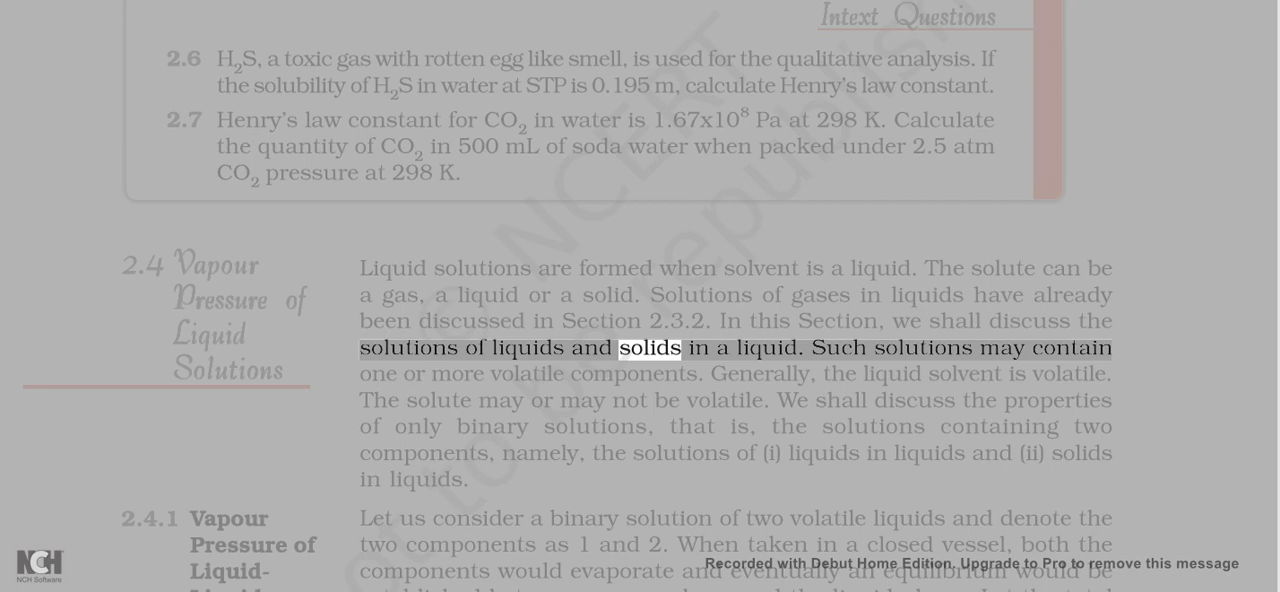 Intext Questions
2.6 H₂S, a toxic gas with rotten egg like smell, is used for the qualitative analysis. If
the solubility of H₂S in water at STP is 0.195 m, calculate Henry's law constant.
2.7 Henry's law constant for CO₂ in water is 1.67x10⁸ Pa at 298 K. Calculate
the quantity of CO₂ in 500 mL of soda water when packed under 2.5 atm
CO₂ pressure at 298 K.
2.4 Vapour
Pressure of
Liquid
Solutions
Liquid solutions are formed when solvent is a liquid. The solute can be
a gas, a liquid or a solid. Solutions of gases in liquids have already
been discussed in Section 2.3.2. In this Section, we shall discuss the
solutions of liquids and solids in a liquid. Such solutions may contain
one or more volatile components. Generally, the liquid solvent is volatile.
The solute may or may not be volatile. We shall discuss the properties
of only binary solutions, that is, the solutions containing two
components, namely, the solutions of (i) liquids in liquids and (ii) solids
in liquids.
2.4.1 Vapour
Pressure of
Liquid-
Let us consider a binary solution of two volatile liquids and denote the
two components as 1 and 2. When taken in a closed vessel, both the
components would evaporate and eventually an equilibrium would be
© NCERT
not to be republish
NCH
NCH Software
Recorded with Debut Home Edition. Upgrade to Pro to remove this message